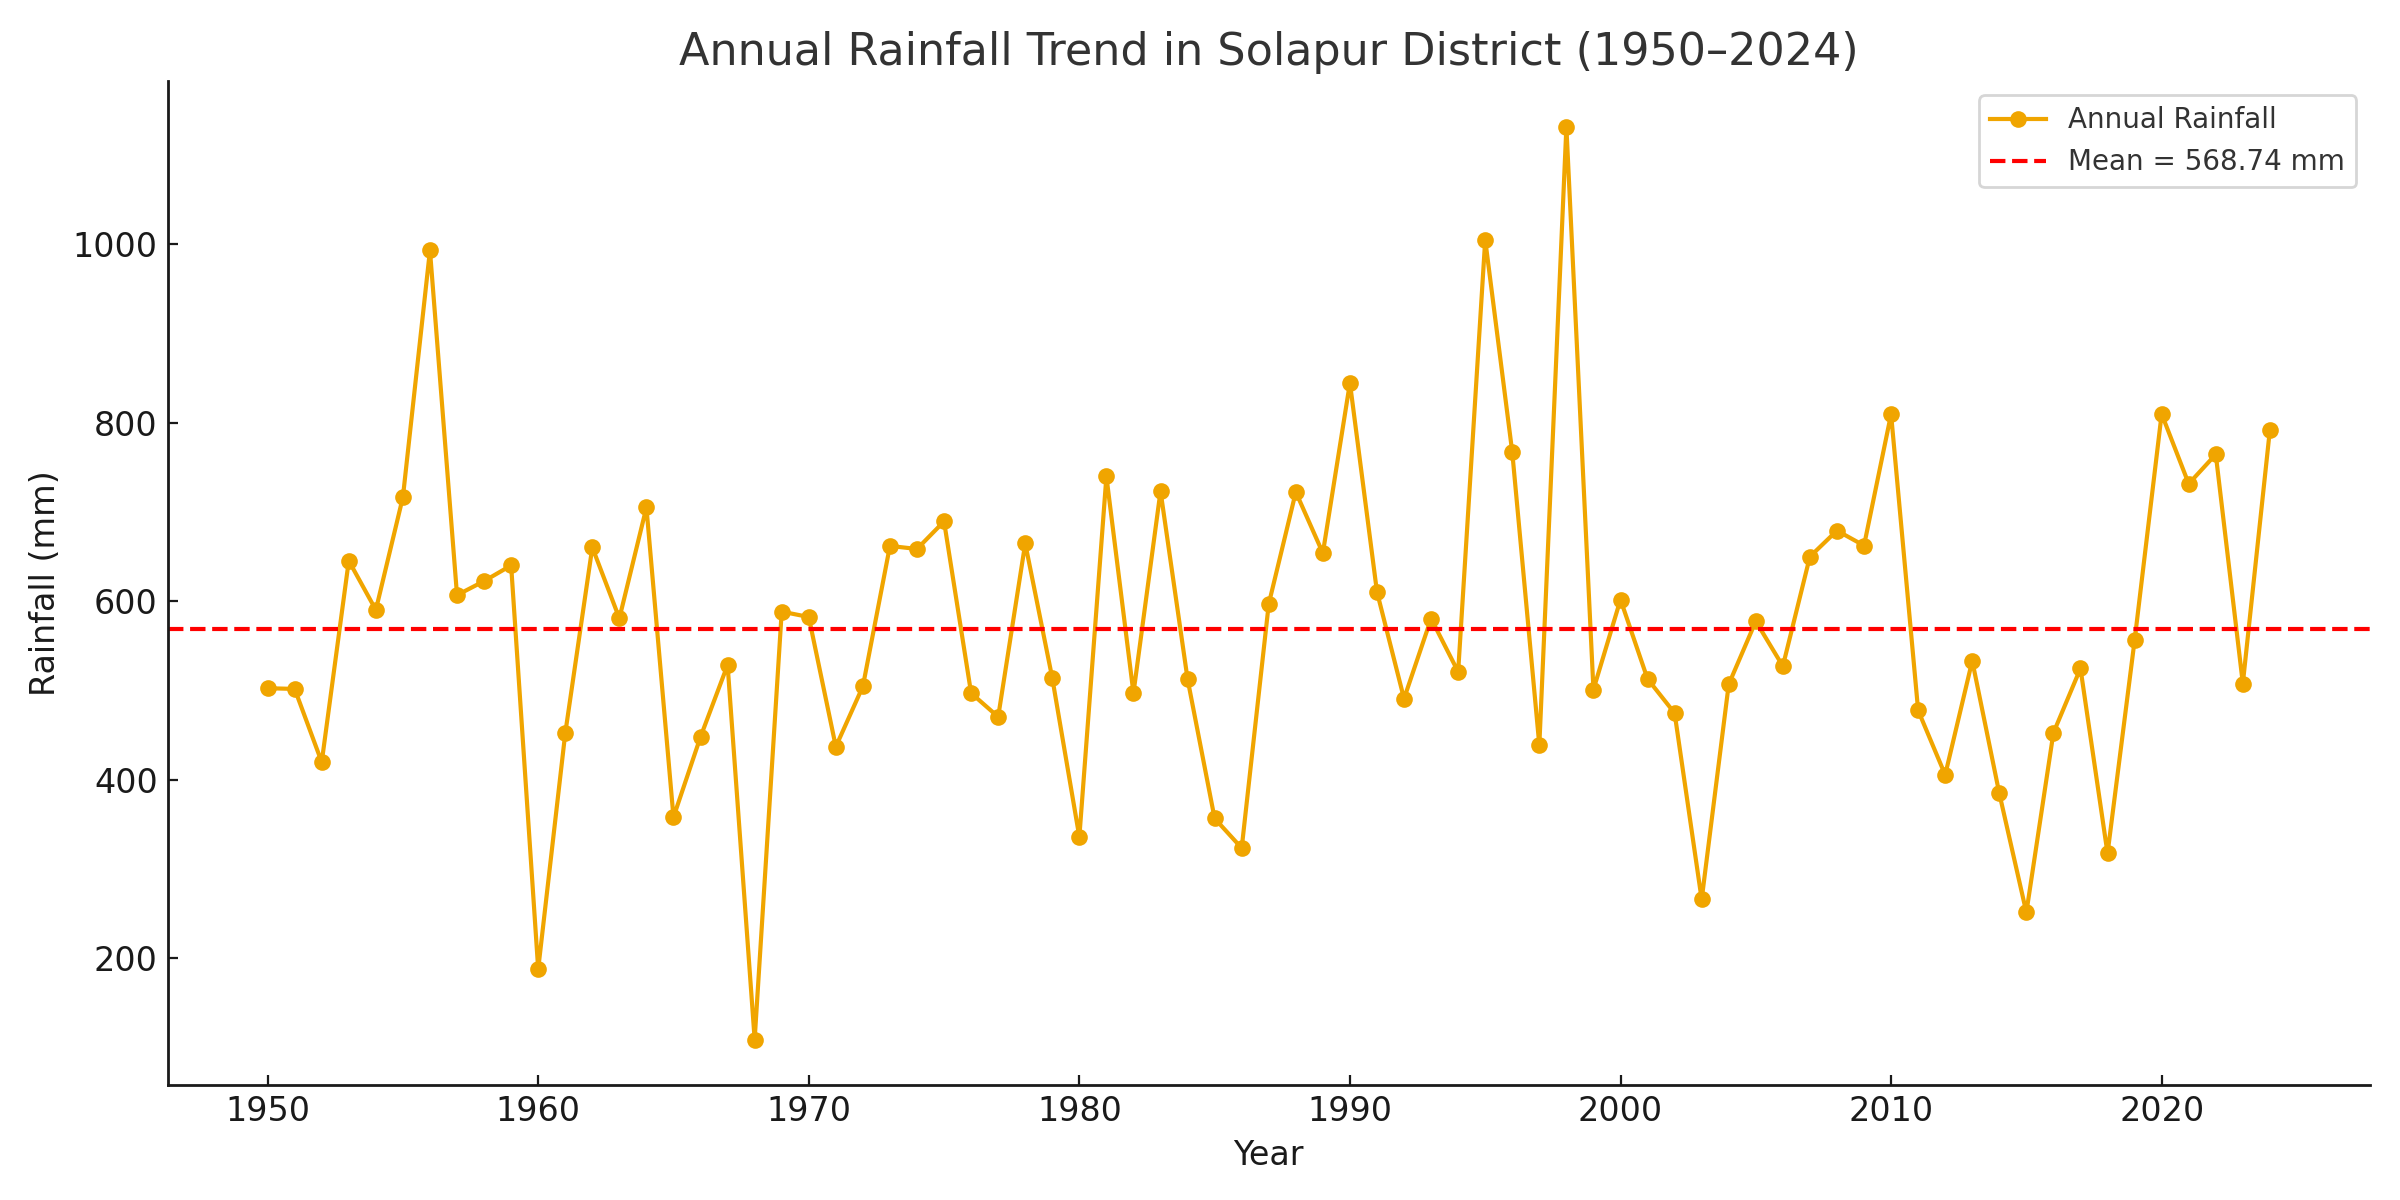 Annual Rainfall Trend in Solapur District (1950–2024)
Annual Rainfall
Mean = 568.74 mm
Rainfall (mm)
1000
800
600
400
200
1950 1960 1970 1980 1990 2000 2010 2020
Year